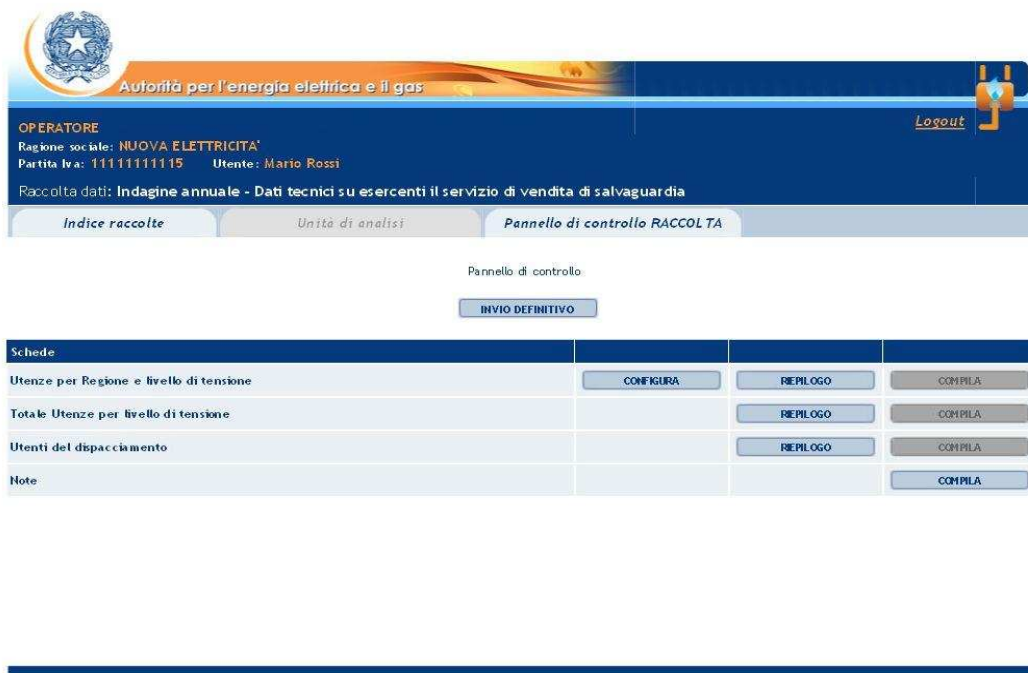 Autorità per l'energia elettrica e il gas
Logout
OPERATORE
Ragione sociale: NUOVA ELETTRICITA'
Partita Iva: 11111111115 Utente: Mario Rossi
Raccolta dati: Indagine annuale - Dati tecnici su esercenti il servizio di vendita di salvaguardia
Indice raccolte Unità di analisi Pannello di controllo RACCOLTA
Pannello di controllo
INVIO DEFINITIVO
Schede
Utenze per Regione e livello di tensione CONFIGURA RIEPILOGO COMPILA
Totale Utenze per livello di tensione RIEPILOGO COMPILA
Utenti del dispacciamento RIEPILOGO COMPILA
Note COMPILA